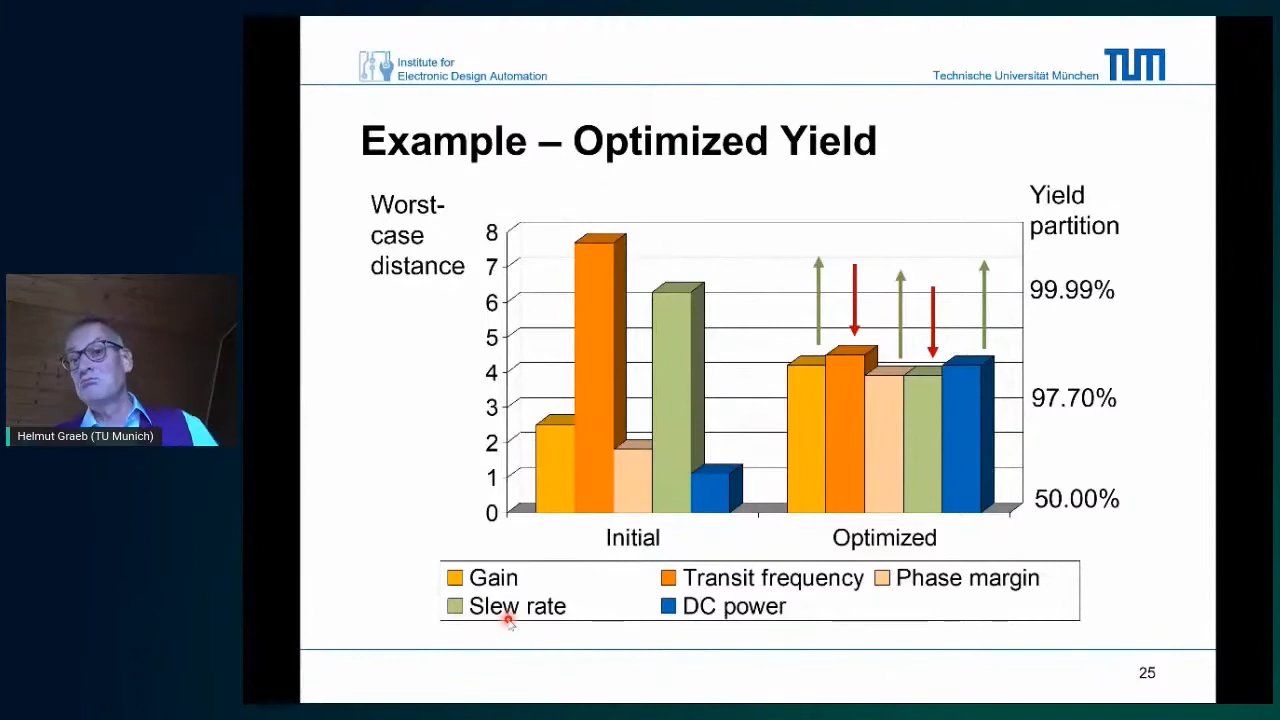 Institute for
Electronic Design Automation
Technische Universität München
TUM
Example – Optimized Yield
Worst-
case
distance
Yield
partition
8
7
6
5
4
3
2
1
0
99.99%
97.70%
50.00%
Initial
Optimized
Gain
Transit frequency
Phase margin
Slew rate
DC power
25
Helmut Graeb (TU Munich)